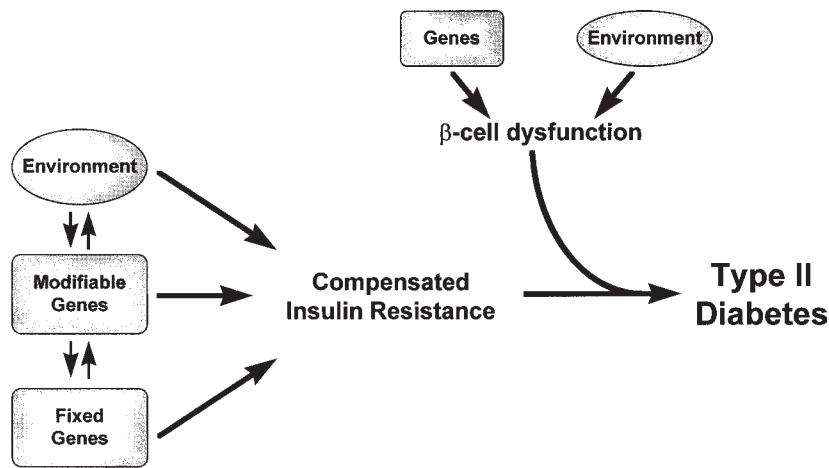 Genes
Environment
β-cell dysfunction
Environment
Modifiable
Genes
Compensated
Insulin Resistance
Type II
Diabetes
Fixed
Genes